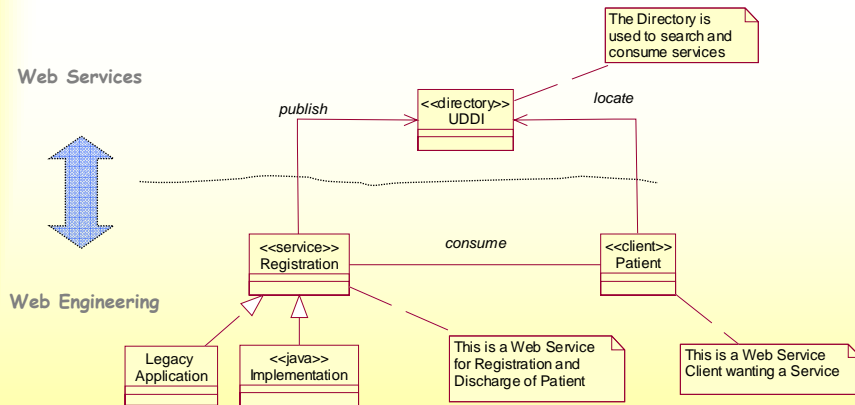 The Directory is
used to search and
consume services
Web Services
publish
<<directory>>
UDDI
locate
<<service>>
Registration
consume
<<client>>
Patient
Web Engineering
Legacy
Application
<<java>>
Implementation
This is a Web Service
for Registration and
Discharge of Patient
This is a Web Service
Client wanting a Service